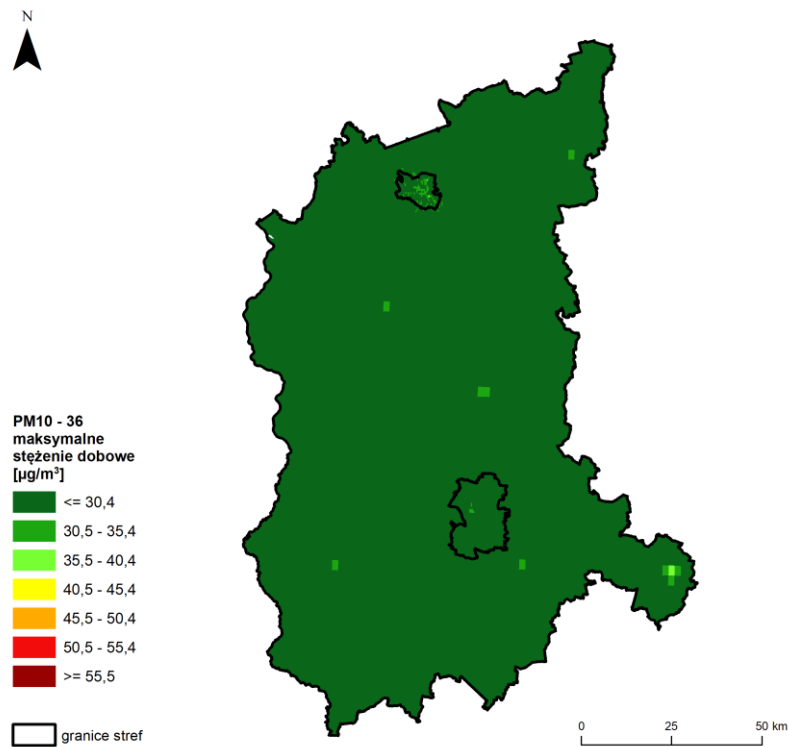 N
PM10 - 36
maksymalne
stężenie dobowe
[µg/m³]
<= 30,4
30,5 - 35,4
35,5 - 40,4
40,5 - 45,4
45,5 - 50,4
50,5 - 55,4
>= 55,5
granice stref
0 25 50 km